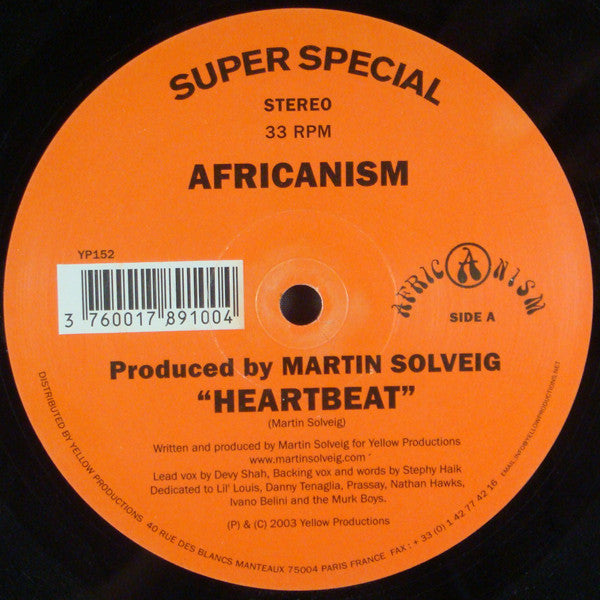 SUPER SPECIAL
STEREO
33 RPM
AFRICANISM
YP152
3 760017 891004
AFRICANISM
SIDE A
Produced by MARTIN SOLVEIG
“HEARTBEAT”
(Martin Solveig)
Written and produced by Martin Solveig for Yellow Productions
www.martinsolveig.com
Lead vox by Devy Shah, Backing vox and words by Stephy Haik
Dedicated to Lil' Louis, Danny Tenaglia, Prassay, Nathan Hawks,
Ivano Belini and the Murk Boys.
(P) & (C) 2003 Yellow Productions
DISTRIBUTED BY YELLOW PRODUCTIONS 40 RUE DES BLANCS MANTEAUX 75004 PARIS FRANCE FAX : + 33 (0) 1 42 77 42 16 EMAIL:INFO@YELLOWPRODUCTIONS.NET